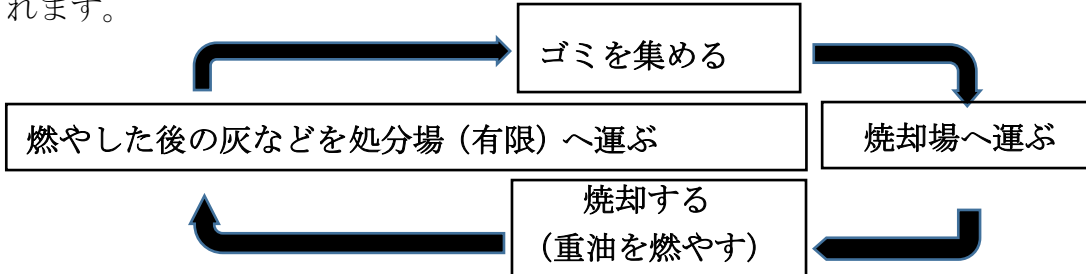 れます。
ゴミを集める
燃やした後の灰などを処分場（有限）へ運ぶ
焼却場へ運ぶ
焼却する
（重油を燃やす）